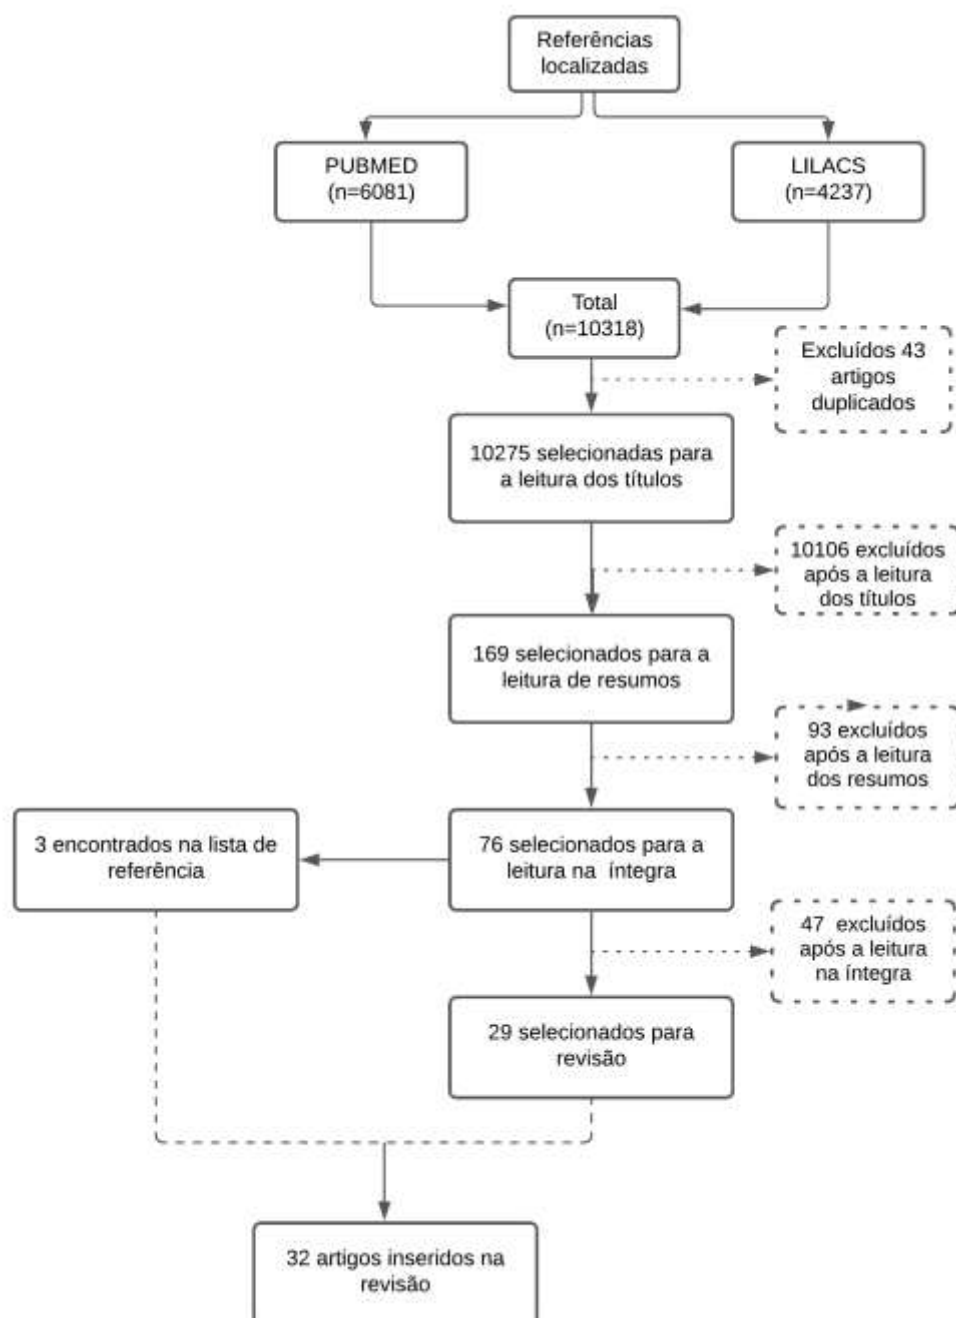 Referências
localizadas
PUBMED
(n=6081)
LILACS
(n=4237)
Total
(n=10318)
Excluídos 43
artigos
duplicados
10275 selecionadas para
a leitura dos títulos
10106 excluídos
após a leitura
dos títulos
169 selecionados para a
leitura de resumos
93 excluídos
após a leitura
dos resumos
3 encontrados na lista de
referência
76 selecionados para a
leitura na íntegra
47 excluídos
após a leitura
na íntegra
29 selecionados para
revisão
32 artigos inseridos na
revisão